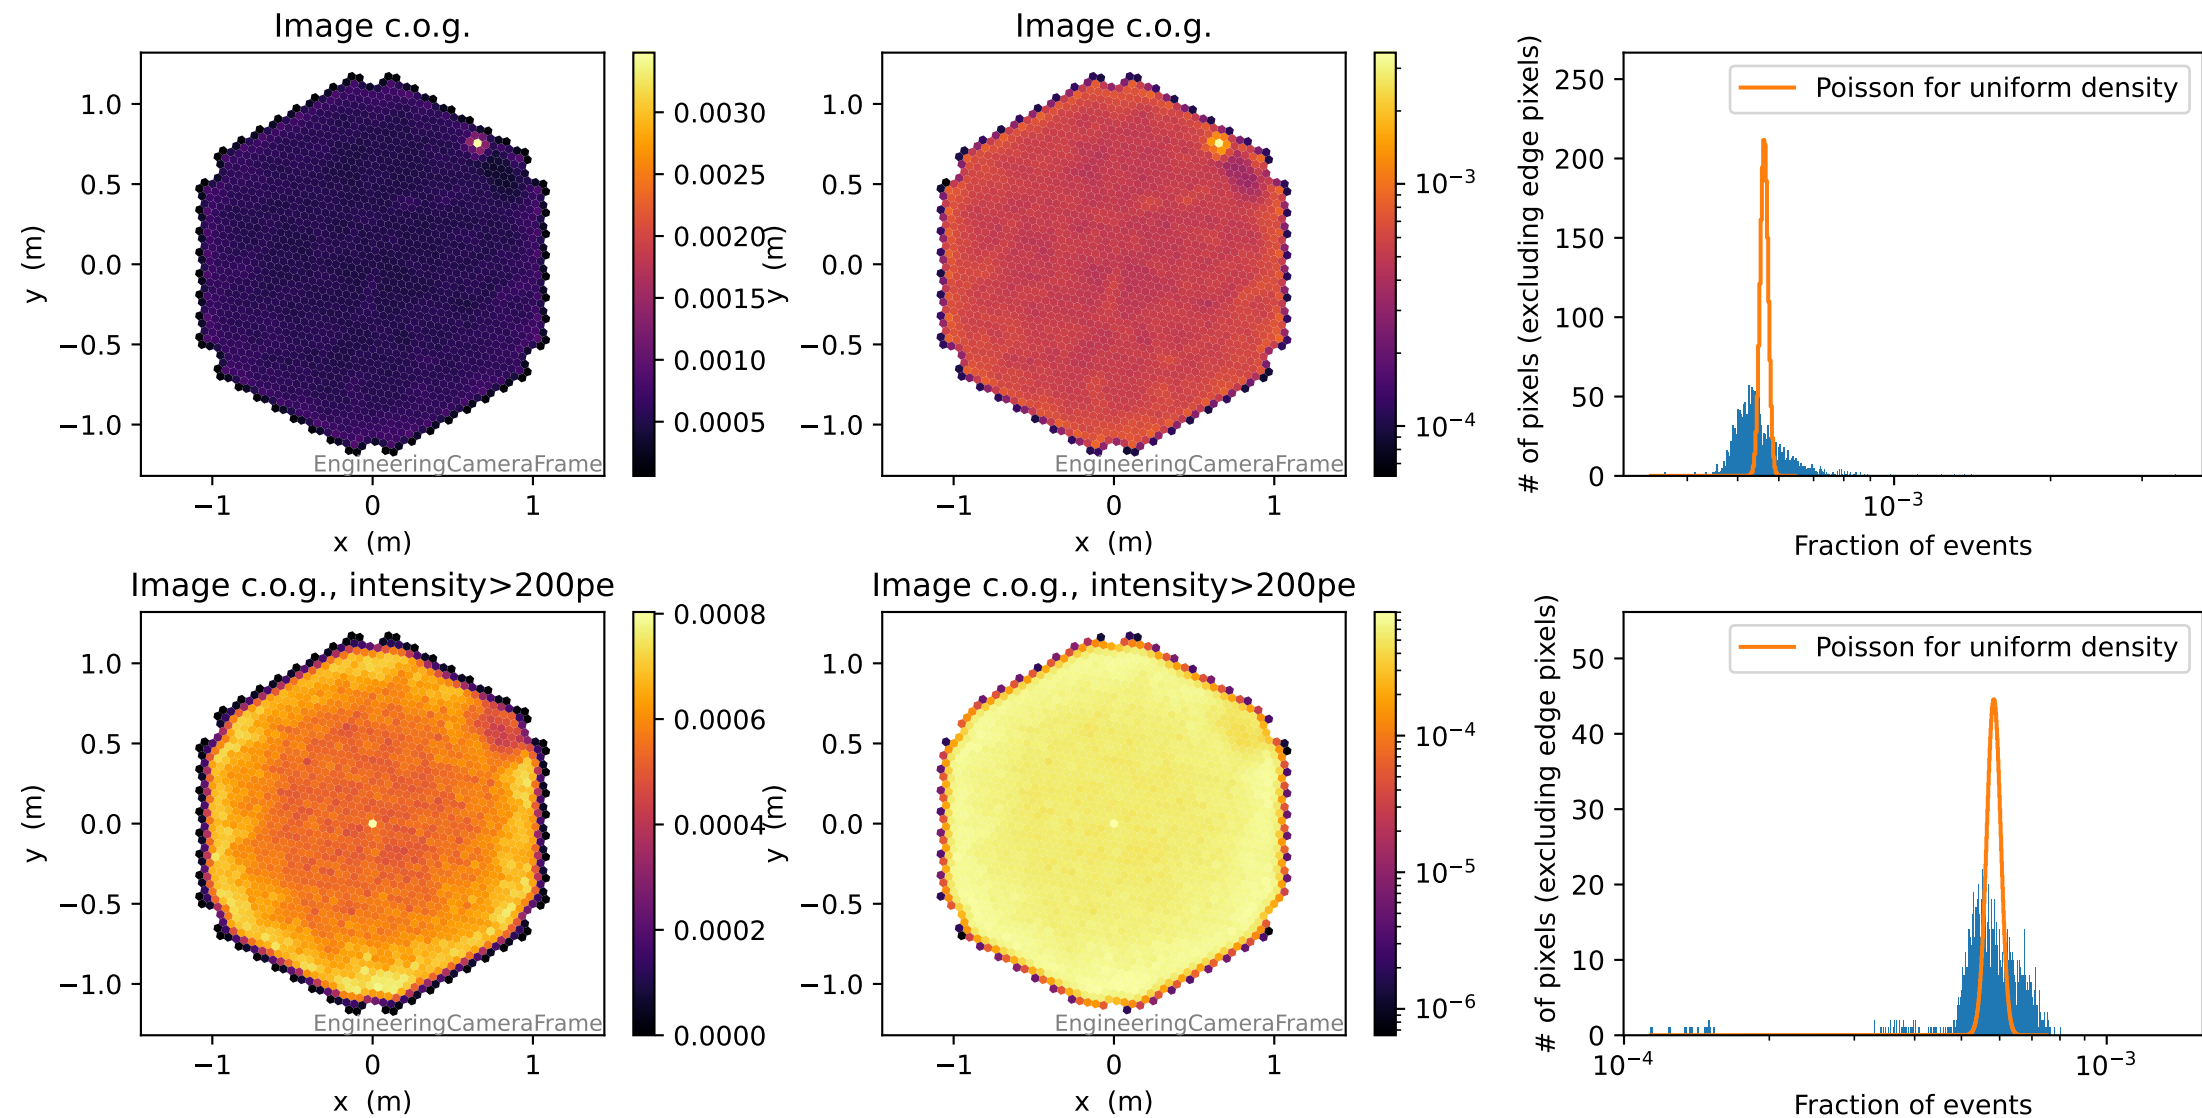 Image c.o.g.
1.0
0.5
0.0
−0.5
−1.0
y (m)
−1 0 1
x (m)
EngineeringCameraFrame
0.0030
0.0025
0.0020
0.0015
0.0010
0.0005
Image c.o.g.
1.0
0.5
0.0
−0.5
−1.0
y (m)
−1 0 1
x (m)
EngineeringCameraFrame
10⁻³
10⁻⁴
# of pixels (excluding edge pixels)
250
200
150
100
50
0
Poisson for uniform density
10⁻³
Fraction of events
Image c.o.g., intensity>200pe
1.0
0.5
0.0
−0.5
−1.0
y (m)
−1 0 1
x (m)
EngineeringCameraFrame
0.0008
0.0006
0.0004
0.0002
0.0000
Image c.o.g., intensity>200pe
1.0
0.5
0.0
−0.5
−1.0
y (m)
−1 0 1
x (m)
EngineeringCameraFrame
10⁻⁴
10⁻⁵
10⁻⁶
# of pixels (excluding edge pixels)
50
40
30
20
10
0
Poisson for uniform density
10⁻⁴ 10⁻³
Fraction of events